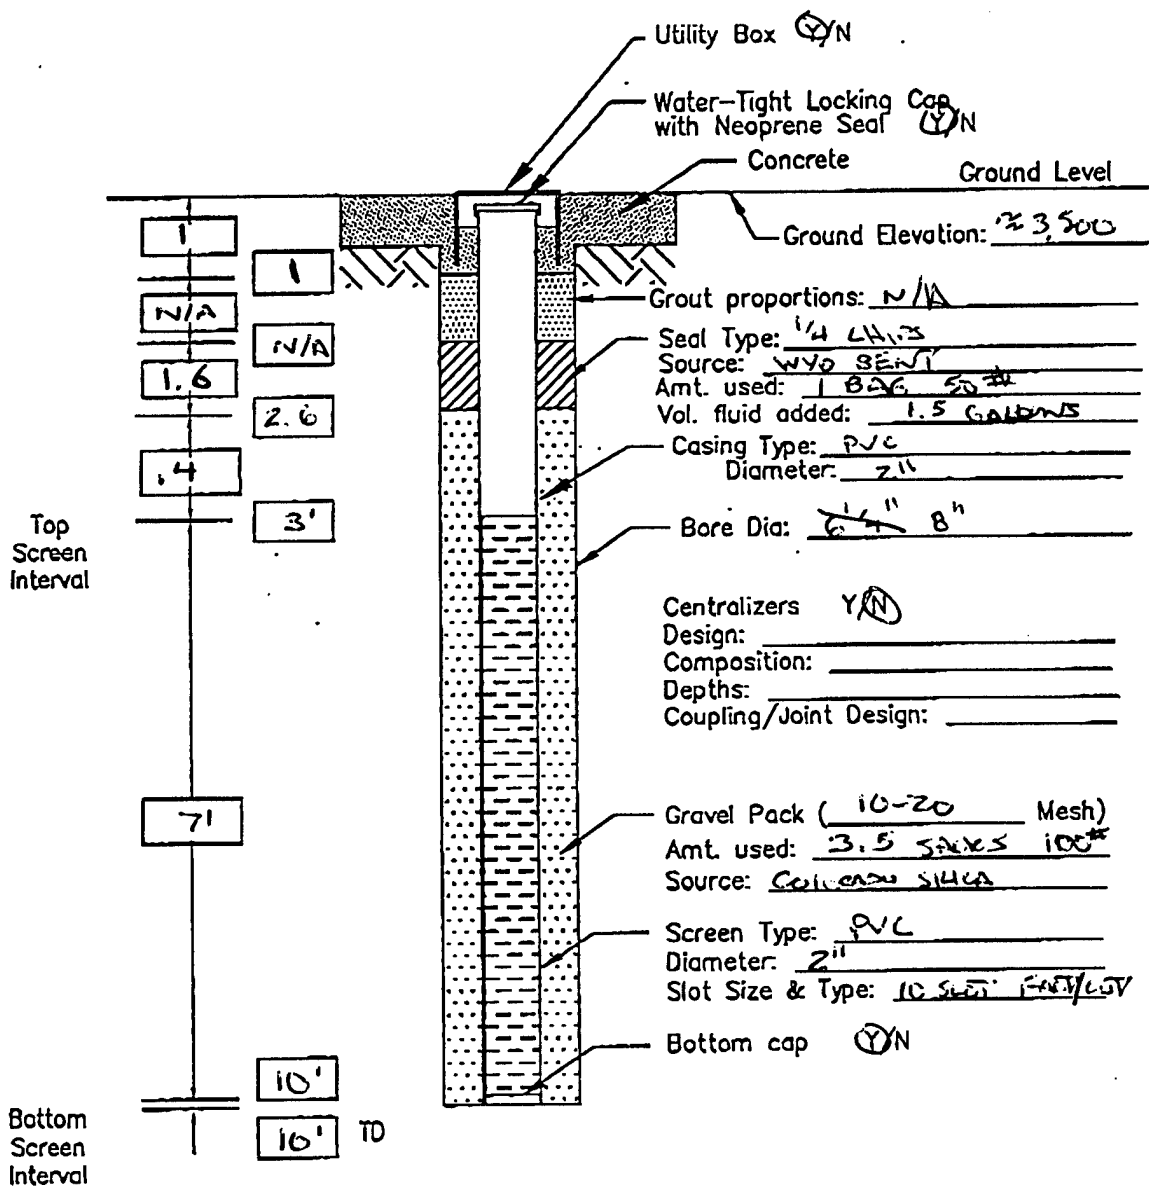 Utility Box Y/N
Water-Tight Locking Cap
with Neoprene Seal Y/N
Concrete
Ground Level
Ground Elevation: ≈ 3,500
1
1
Grout proportions: N/A
N/A
N/A
Seal Type: 1/4 CHIPS
Source: WYO BENT
Amt. used: 1 BAG 50#
Vol. fluid added: 1.5 GALLONS
1.6
2.6
Casing Type: PVC
Diameter: 2"
.4
3'
Top
Screen
Interval
Bore Dia: 6 1/4" 8"
Centralizers Y/N
Design:
Composition:
Depths:
Coupling/Joint Design:
7'
Gravel Pack ( 10-20 Mesh)
Amt. used: 3.5 SACKS 100#
Source: COLORADO SILICA
Screen Type: PVC
Diameter: 2"
Slot Size & Type: 10 SLOT
Bottom cap Y/N
10'
10' TD
Bottom
Screen
Interval